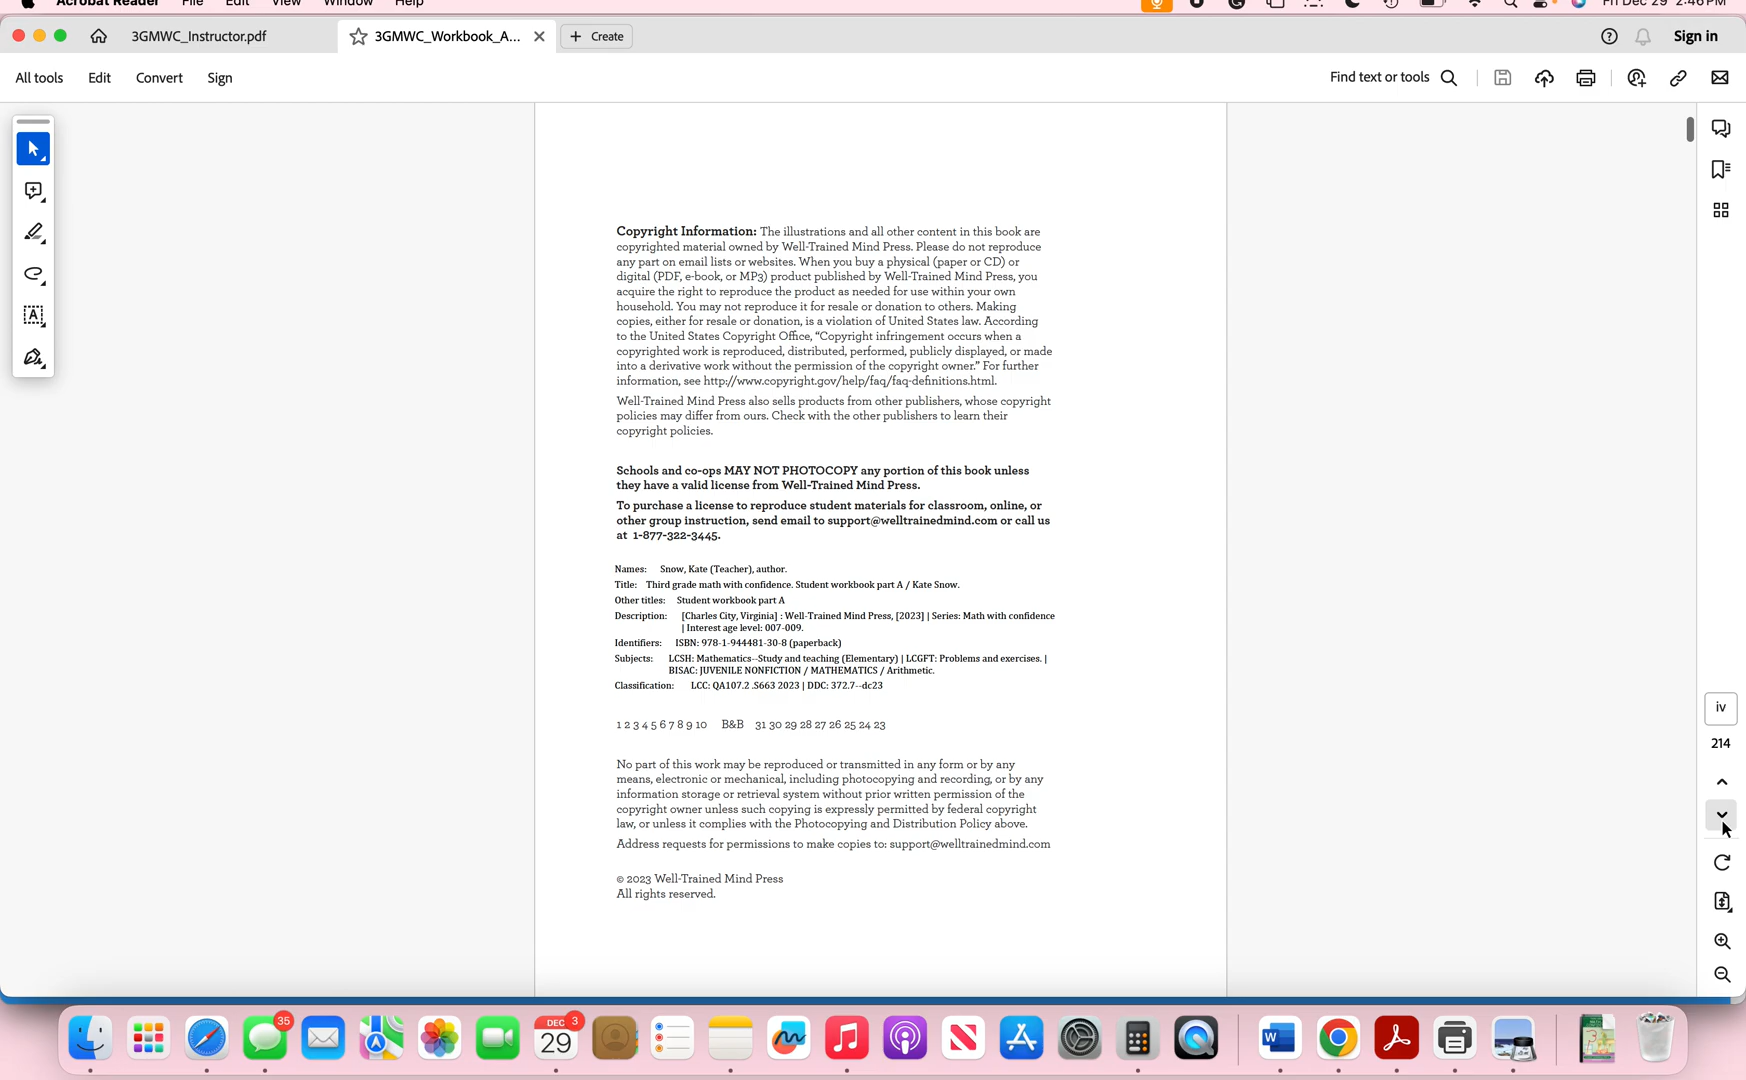 Acrobat Reader File Edit View Window Help Fri Dec 29 2:46PM
3GMWC_Instructor.pdf 3GMWC_Workbook_A... Create Sign in
All tools Edit Convert Sign Find text or tools
Copyright Information: The illustrations and all other content in this book are
copyrighted material owned by Well-Trained Mind Press. Please do not reproduce
any part on email lists or websites. When you buy a physical (paper or CD) or
digital (PDF, e-book, or MP3) product published by Well-Trained Mind Press, you
acquire the right to reproduce the product as needed for use within your own
household. You may not reproduce it for resale or donation to others. Making
copies, either for resale or donation, is a violation of United States law. According
to the United States Copyright Office, “Copyright infringement occurs when a
copyrighted work is reproduced, distributed, performed, publicly displayed, or made
into a derivative work without the permission of the copyright owner.” For further
information, see http://www.copyright.gov/help/faq/faq-definitions.html.
Well-Trained Mind Press also sells products from other publishers, whose copyright
policies may differ from ours. Check with the other publishers to learn their
copyright policies.
Schools and co-ops MAY NOT PHOTOCOPY any portion of this book unless
they have a valid license from Well-Trained Mind Press.
To purchase a license to reproduce student materials for classroom, online, or
other group instruction, send email to support@welltrainedmind.com or call us
at 1-877-322-3445.
Names: Snow, Kate (Teacher), author.
Title: Third grade math with confidence. Student workbook part A / Kate Snow.
Other titles: Student workbook part A
Description: [Charles City, Virginia] : Well-Trained Mind Press, [2023] | Series: Math with confidence
| Interest age level: 007-009.
Identifiers: ISBN: 978-1-944481-30-8 (paperback)
Subjects: LCSH: Mathematics--Study and teaching (Elementary) | LCGFT: Problems and exercises. |
BISAC: JUVENILE NONFICTION / MATHEMATICS / Arithmetic.
Classification: LCC: QA107.2 .S663 2023 | DDC: 372.7--dc23
1 2 3 4 5 6 7 8 9 10 B&B 31 30 29 28 27 26 25 24 23
No part of this work may be reproduced or transmitted in any form or by any
means, electronic or mechanical, including photocopying and recording, or by any
information storage or retrieval system without prior written permission of the
copyright owner unless such copying is expressly permitted by federal copyright
law, or unless it complies with the Photocopying and Distribution Policy above.
Address requests for permissions to make copies to: support@welltrainedmind.com
© 2023 Well-Trained Mind Press
All rights reserved.
iv
214
35
DEC 3
29